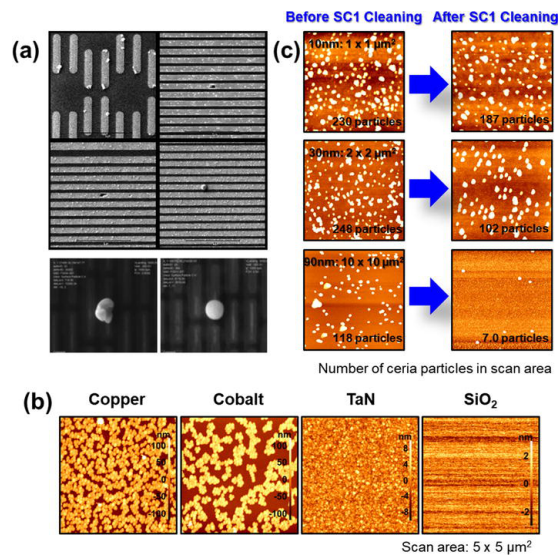 (a)
(c)
Before SC1 Cleaning
After SC1 Cleaning
10nm: 1 x 1 µm²
230 particles
187 particles
30nm: 2 x 2 µm²
248 particles
102 particles
90nm: 10 x 10 µm²
118 particles
7.0 particles
Number of ceria particles in scan area
(b)
Copper
Cobalt
TaN
SiO₂
nm
100
50
0
-50
-100
nm
100
50
0
-50
-100
nm
8
4
0
-4
-8
nm
2
0
-2
Scan area: 5 x 5 µm²